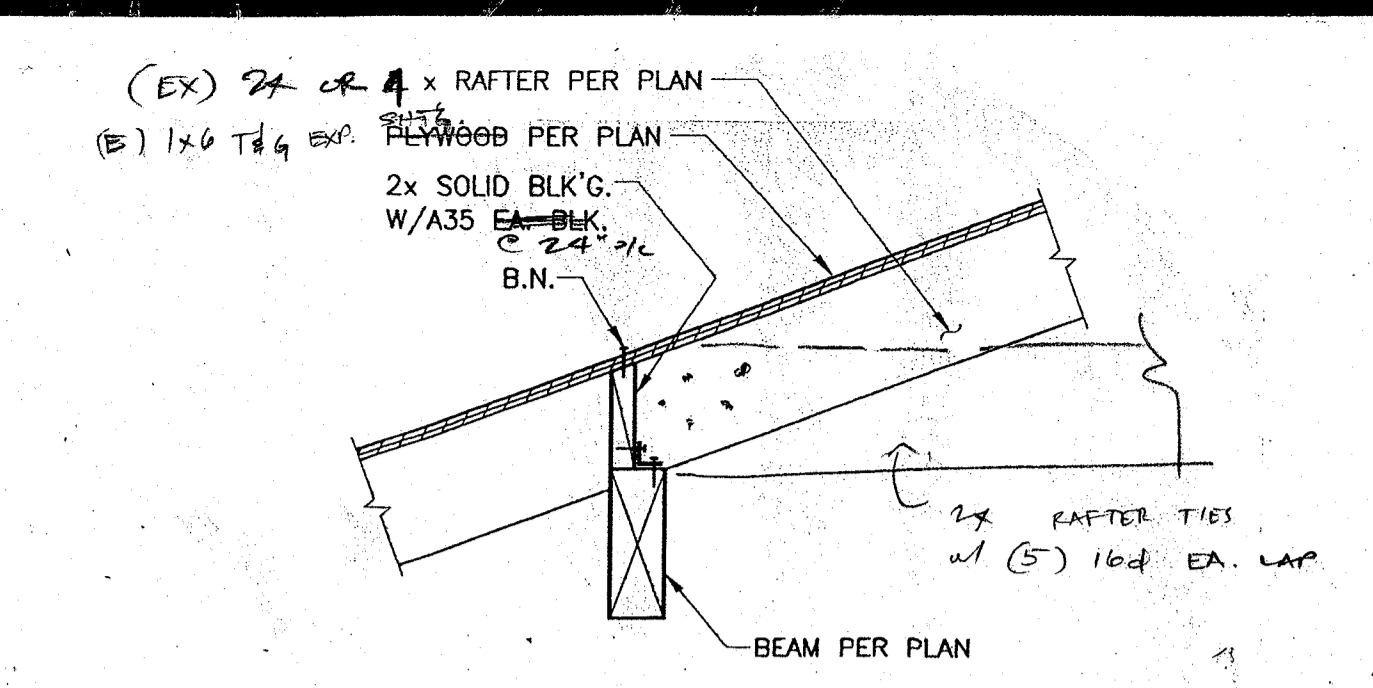 (EX) 2x OR 4 x RAFTER PER PLAN
(E) 1x6 T&G EXP. SHT'G. PLYWOOD PER PLAN
2x SOLID BLK'G.
W/A35 EA. BLK.
@ 24" o/c
B.N.
2x RAFTER TIES
w/ (5) 16d EA. LAP
BEAM PER PLAN